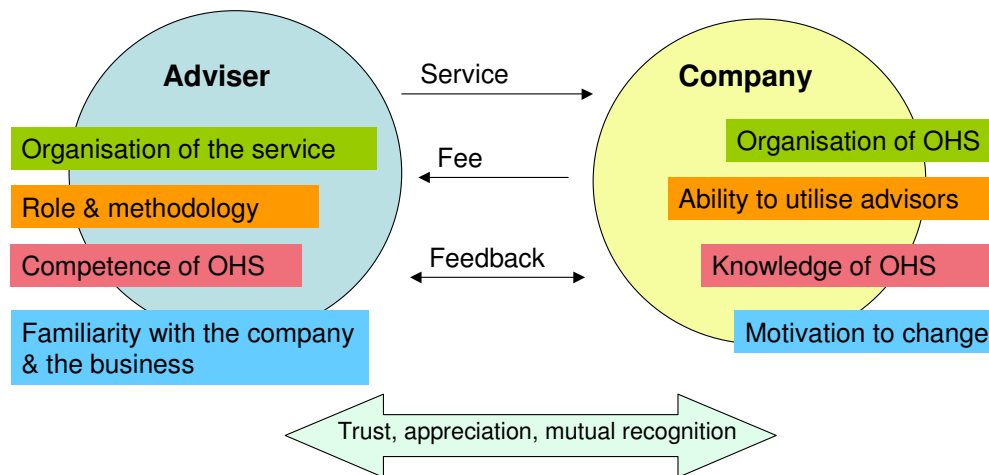 Adviser
Service
Company
Organisation of the service
Organisation of OHS
Fee
Role & methodology
Ability to utilise advisors
Competence of OHS
Feedback
Knowledge of OHS
Familiarity with the company
& the business
Motivation to change
Trust, appreciation, mutual recognition